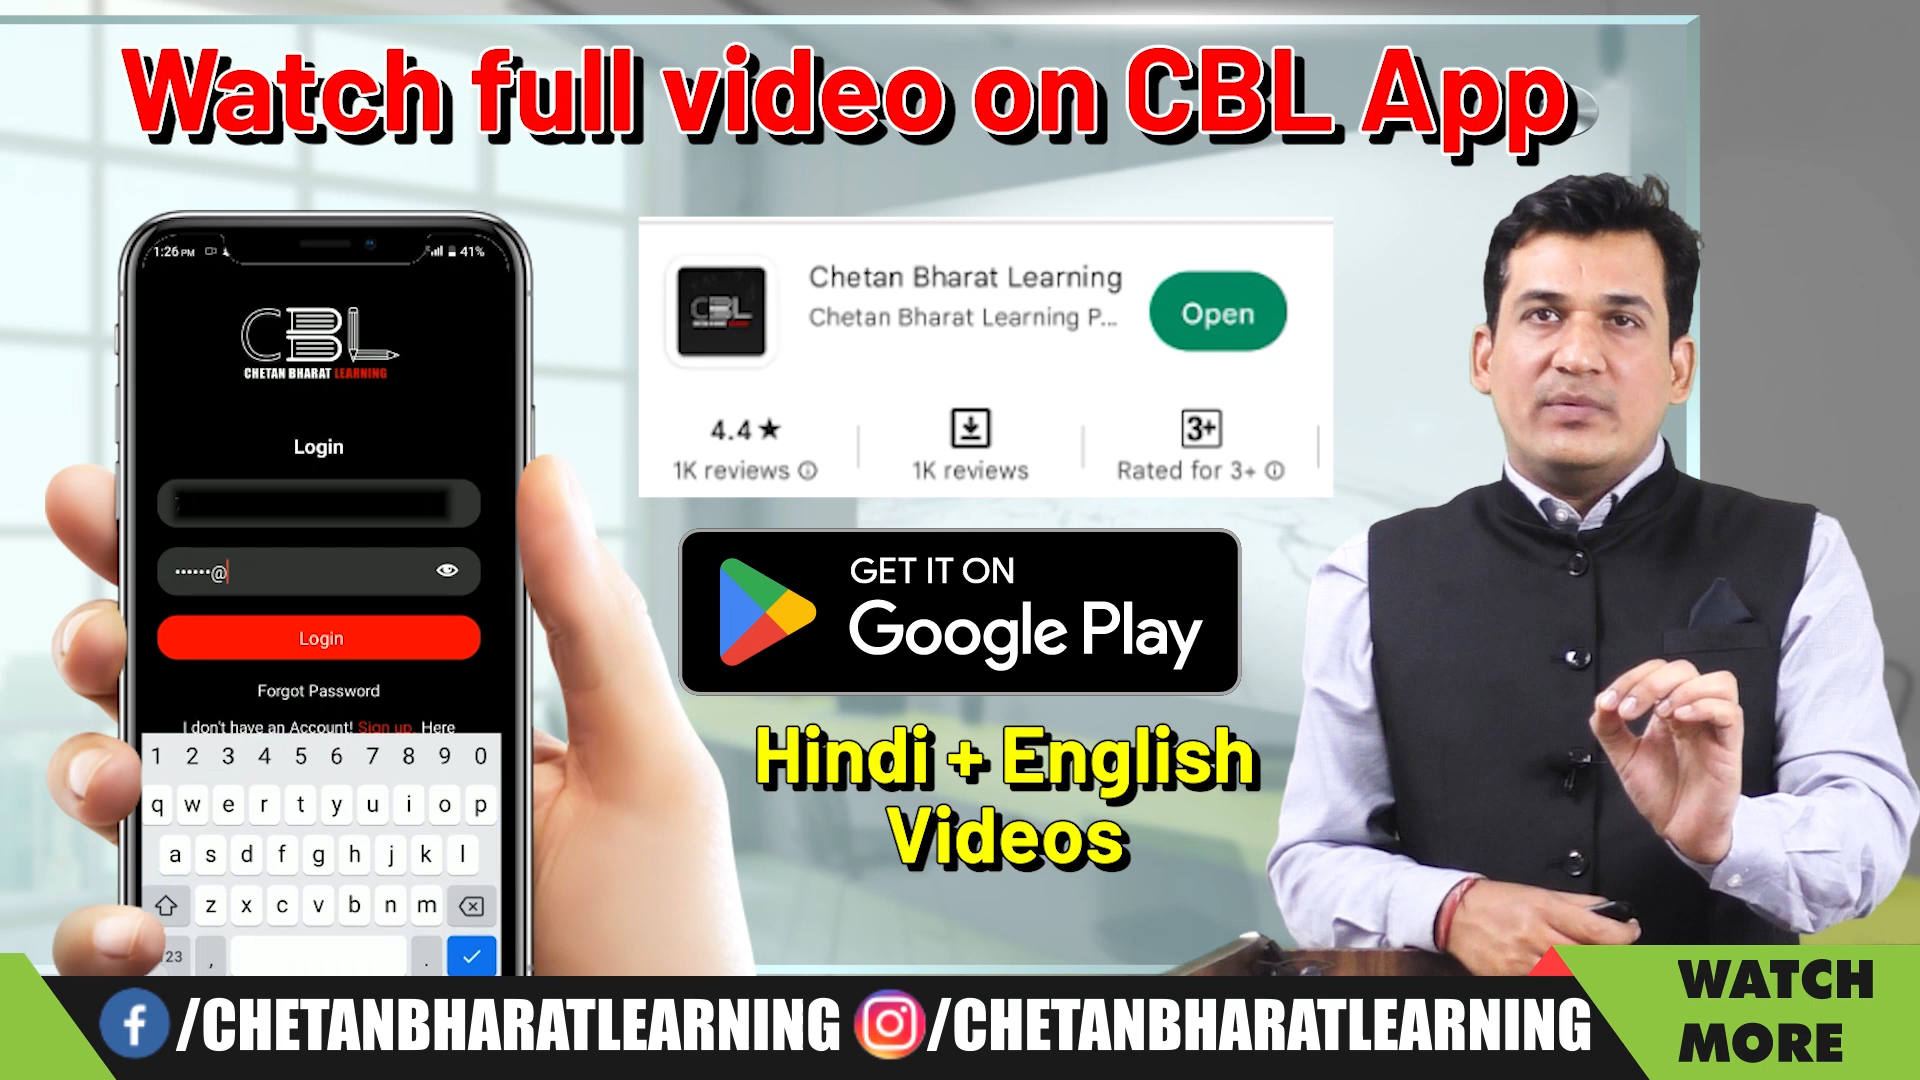 Watch full video on CBL App
1:26 PM
41%
CBL
CHETAN BHARAT LEARNING
Login
••••••@
Login
Forgot Password
I don't have an Account! Sign up. Here
1 2 3 4 5 6 7 8 9 0
q w e r t y u i o p
a s d f g h j k l
z x c v b n m
23 , .
CBL
Chetan Bharat Learning
Chetan Bharat Learning P...
Open
4.4★
1K reviews
1K reviews
3+
Rated for 3+
GET IT ON
Google Play
Hindi + English
Videos
/CHETANBHARATLEARNING
/CHETANBHARATLEARNING
WATCH
MORE